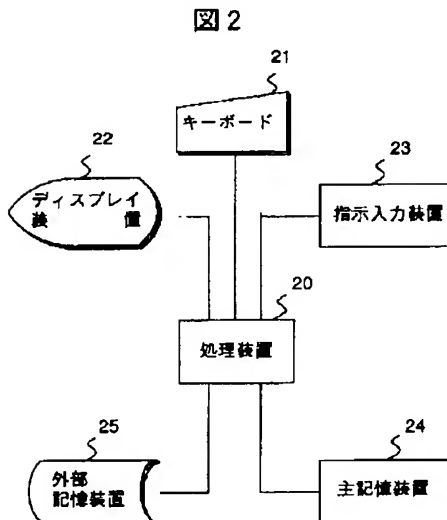 図2
21
キーボード
22
ディスプレイ
装置
23
指示入力装置
20
処理装置
25
外部
記憶装置
24
主記憶装置